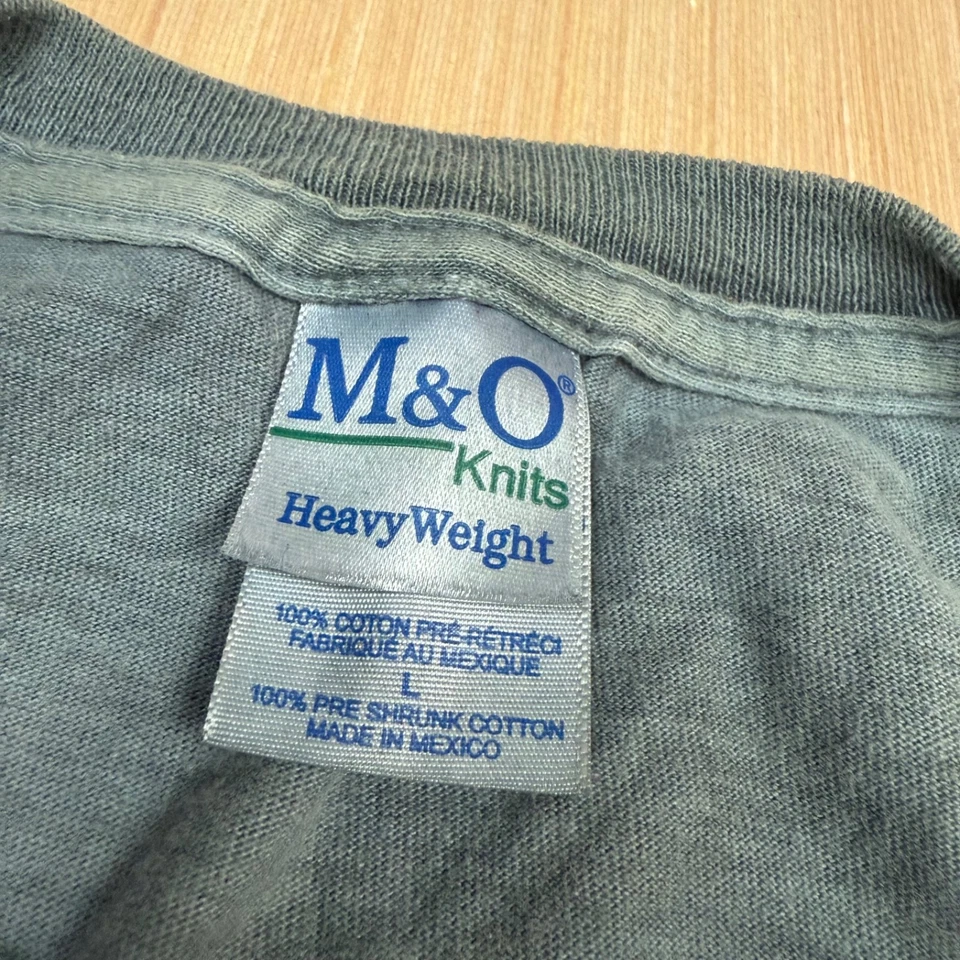 M&O®
Knits
HeavyWeight
100% COTON PRÉ-RÉTRÉCI
FABRIQUÉ AU MEXIQUE
L
100% PRE SHRUNK COTTON
MADE IN MEXICO